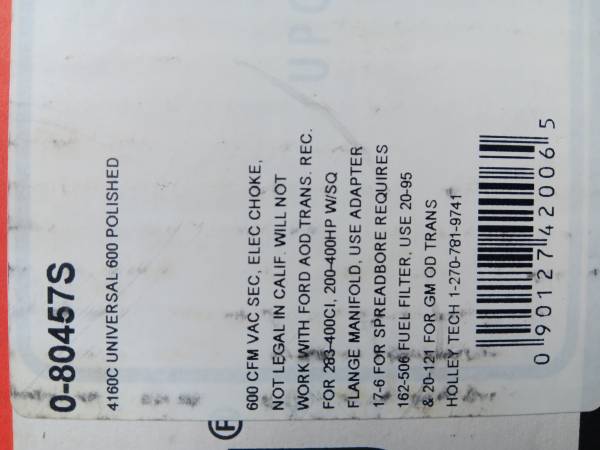 0-80457S
4160C UNIVERSAL 600 POLISHED
600 CFM VAC SEC, ELEC CHOKE,
NOT LEGAL IN CALIF. WILL NOT
WORK WITH FORD AOD TRANS. REC.
FOR 283-400CI, 200-400HP W/SQ
FLANGE MANIFOLD, USE ADAPTER
17-6 FOR SPREADBORE REQUIRES
162-506 FUEL FILTER, USE 20-95
& 20-121 FOR GM OD TRANS
HOLLEY TECH 1-270-781-9741
0 90127 42006 5
UPO
®